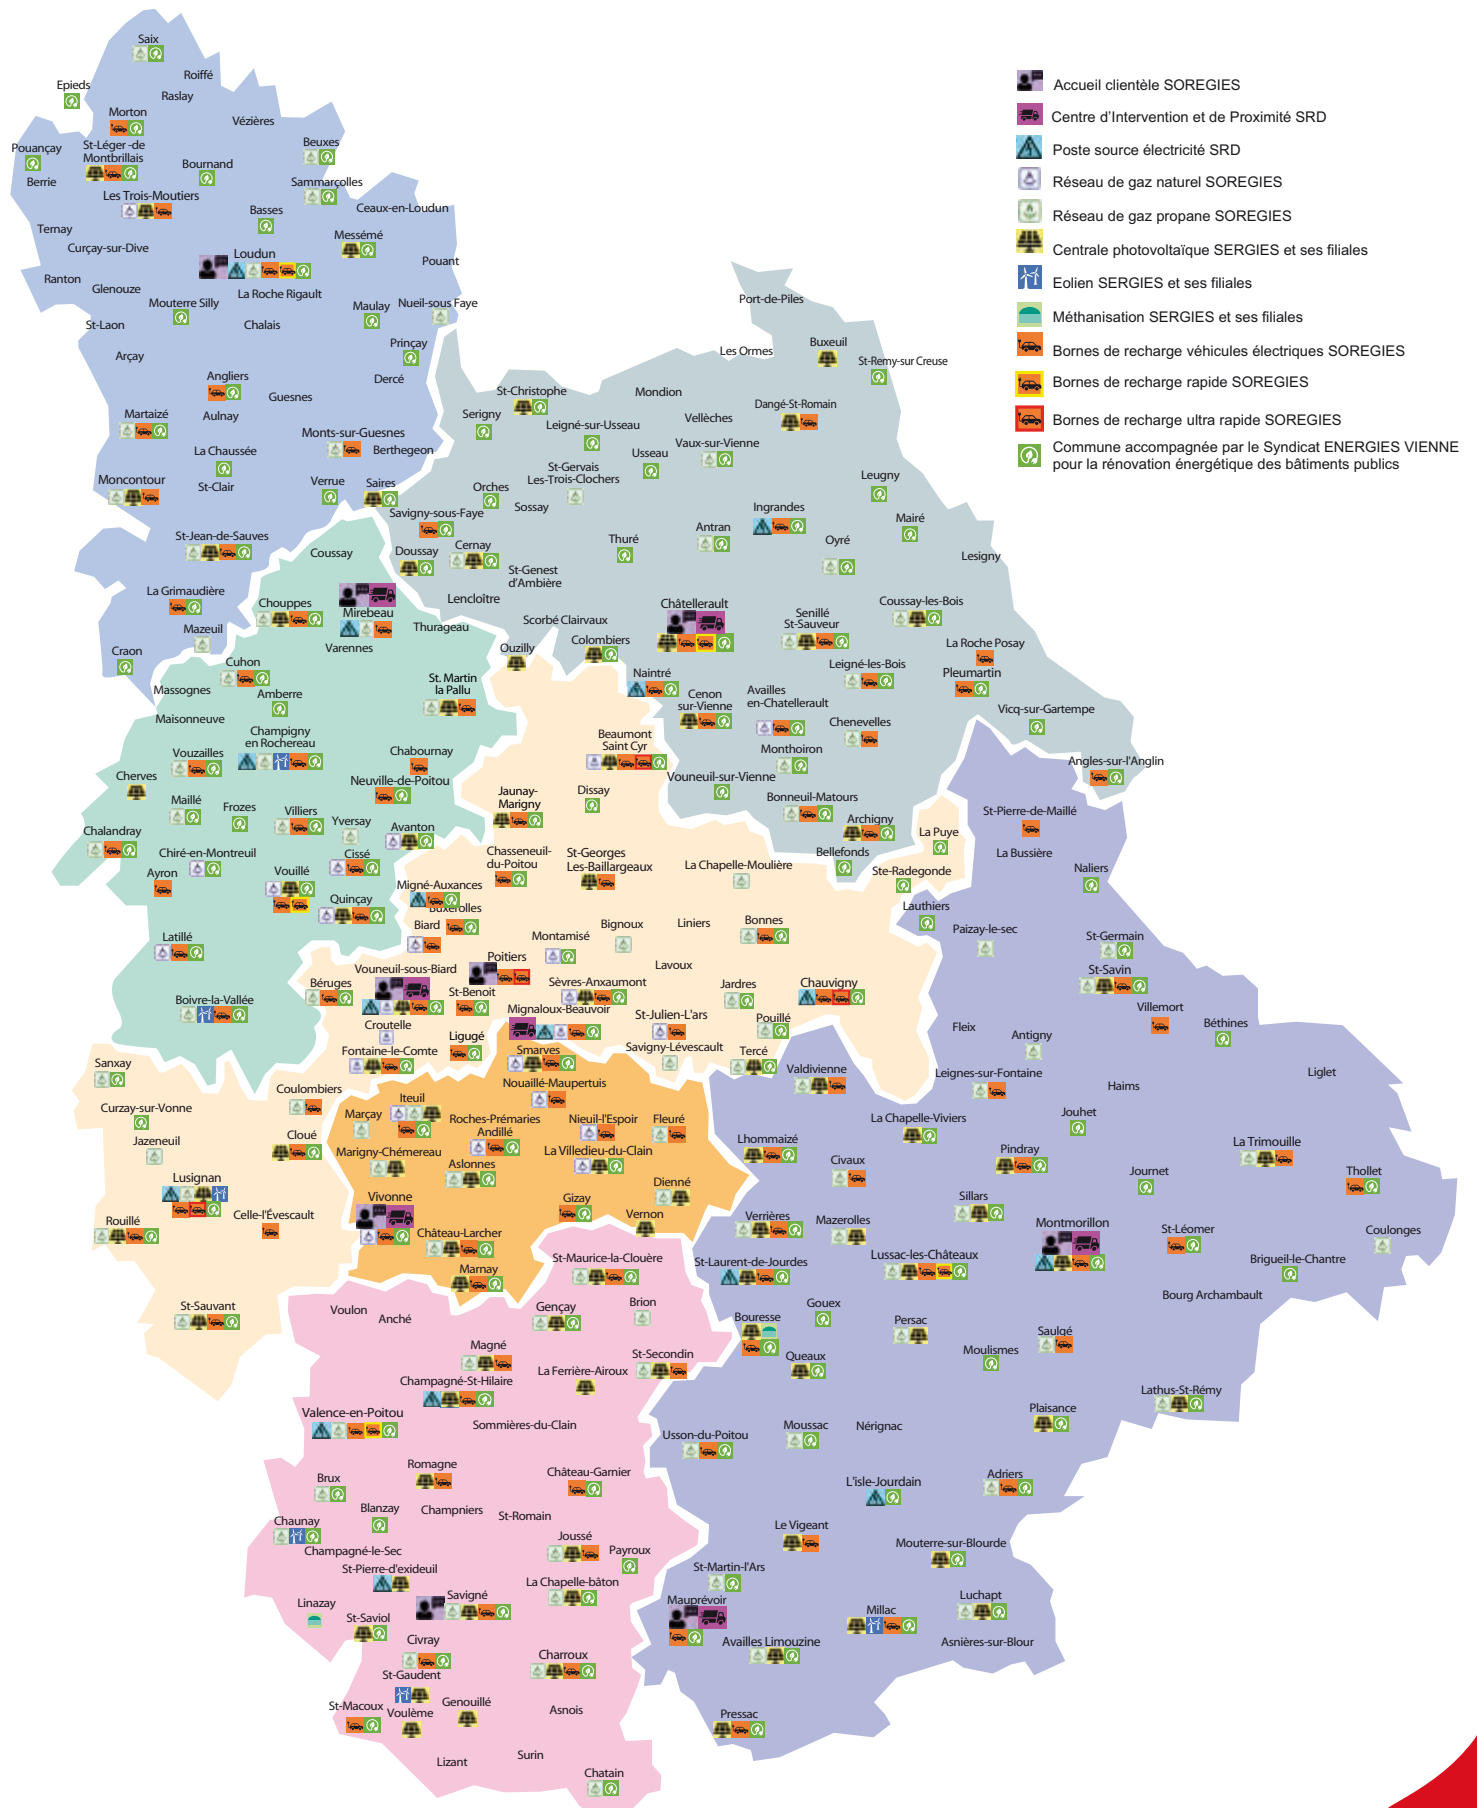 Accueil clientèle SOREGIES
Centre d'Intervention et de Proximité SRD
Poste source électricité SRD
Réseau de gaz naturel SOREGIES
Réseau de gaz propane SOREGIES
Centrale photovoltaïque SERGIES et ses filiales
Eolien SERGIES et ses filiales
Méthanisation SERGIES et ses filiales
Bornes de recharge véhicules électriques SOREGIES
Bornes de recharge rapide SOREGIES
Bornes de recharge ultra rapide SOREGIES
Commune accompagnée par le Syndicat ENERGIES VIENNE
pour la rénovation énergétique des bâtiments publics
Saix
Roiffé
Epieds
Raslay
Morton
Vézières
Pouançay
St-Léger -de
Montbrillais
Beuxes
Bournand
Berrie
Sammarçolles
Les Trois-Moutiers
Basses
Ceaux-en-Loudun
Ternay
Messémé
Curçay-sur-Dive
Loudun
Pouant
Ranton
Glenouze
La Roche Rigault
Mouterre Silly
Maulay
Nueil-sous Faye
St-Laon
Chalais
Prinçay
Arçay
Angliers
Dercé
Guesnes
Martaizé
Aulnay
Monts-sur-Guesnes
Berthegeon
La Chaussée
Moncontour
St-Clair
Verrue
Saires
St-Jean-de-Sauves
La Grimaudière
Mazeuil
Craon
Port-de-Piles
Les Ormes
Buxeuil
St-Remy-sur Creuse
St-Christophe
Mondion
Dangé-St-Romain
Serigny
Leigné-sur-Usseau
Vellèches
Vaux-sur-Vienne
Usseau
St-Gervais
Les-Trois-Clochers
Orches
Leugny
Sossay
Savigny-sous-Faye
Ingrandes
Mairé
Antran
Oyré
Thuré
Doussay
Cernay
Lesigny
St-Genest
d'Ambière
Lencloître
Châtellerault
Senillé
St-Sauveur
Coussay-les-Bois
Scorbé Clairvaux
Colombiers
Ouzilly
La Roche Posay
Leigné-les-Bois
Pleumartin
Naintré
Cenon
sur-Vienne
Availles
en-Chatellerault
Vicq-sur-Gartempe
Chenevelles
Monthoiron
Vouneuil-sur-Vienne
Angles-sur-l'Anglin
Bonneuil-Matours
Archigny
Bellefonds
Coussay
Chouppes
Mirebeau
Thurageau
Varennes
Cuhon
St. Martin
la Pallu
Massognes
Amberre
Maisonneuve
Champigny
en Rochereau
Vouzailles
Chabournay
Cherves
Neuville-de-Poitou
Maillé
Frozes
Villiers
Yversay
Avanton
Chalandray
Chiré-en-Montreuil
Cissé
Ayron
Vouillé
Quinçay
Latillé
Boivre-la-Vallée
Beaumont
Saint Cyr
Jaunay-
Marigny
Dissay
La Puye
Chasseneuil-
du-Poitou
St-Georges
Les-Baillargeaux
La Chapelle-Moulière
Ste-Radegonde
Migné-Auxances
Buxerolles
Biard
Bignoux
Liniers
Bonnes
Montamisé
Poitiers
Lavoux
Vouneuil-sous-Biard
Béruges
St-Benoit
Sèvres-Anxaumont
Jardres
Chauvigny
Mignaloux-Beauvoir
St-Julien-L'ars
Pouillé
Croutelle
Ligugé
Fontaine-le-Comte
Savigny-Lévescault
Tercé
Sanxay
Coulombiers
Curzay-sur-Vonne
Jazeneuil
Cloué
Lusignan
Rouillé
Celle-l'Évescault
St-Sauvant
Smarves
Nouaillé-Maupertuis
Iteuil
Marçay
Roches-Prémaries
Andillé
Nieuil-l'Espoir
Fleuré
Marigny-Chémereau
La Villedieu-du-Clain
Aslonnes
Dienné
Vivonne
Gizay
Vernon
Château-Larcher
Marnay
St-Pierre-de-Maillé
La Bussière
Naliers
Lauthiers
Paizay-le-sec
St-Germain
St-Savin
Villemort
Fleix
Antigny
Béthines
Valdivienne
Leignes-sur-Fontaine
Haims
Liglet
La Chapelle-Viviers
Jouhet
Lhommaizé
Pindray
La Trimouille
Civaux
Journet
Thollet
Sillars
Verrières
Mazerolles
Montmorillon
St-Léomer
Coulonges
St-Laurent-de-Jourdes
Lussac-les-Châteaux
Brigueil-le-Chantre
Bourg Archambault
Bouresse
Gouex
Persac
Saulgé
Queaux
Moulismes
Lathus-St-Rémy
Plaisance
Usson-du-Poitou
Moussac
Nérignac
L'isle-Jourdain
Adriers
Le Vigeant
Mouterre-sur-Blourde
St-Martin-l'Ars
Mauprévoir
Luchapt
Millac
Availles Limouzine
Asnières-sur-Blour
Pressac
St-Maurice-la-Clouère
Voulon
Anché
Gençay
Brion
Magné
St-Secondin
La Ferrière-Airoux
Champagné-St-Hilaire
Valence-en-Poitou
Sommières-du-Clain
Romagne
Château-Garnier
Brux
Blanzay
Champniers
St-Romain
Chaunay
Joussé
Payroux
Champagné-le-Sec
St-Pierre-d'exideuil
La Chapelle-bâton
Linazay
Savigné
St-Saviol
Civray
Charroux
St-Gaudent
St-Macoux
Voulème
Genouillé
Asnois
Lizant
Surin
Chatain